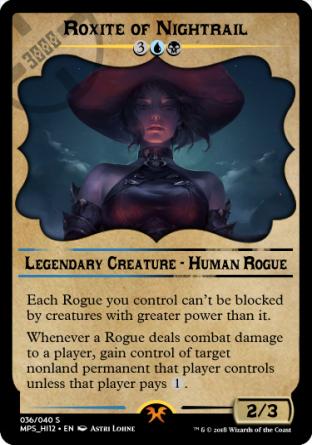 Roxite of Nightrail
3
Legendary Creature - Human Rogue
Each Rogue you control can't be blocked
by creatures with greater power than it.
Whenever a Rogue deals combat damage
to a player, gain control of target
nonland permanent that player controls
unless that player pays 1 .
2/3
036/040 S
MPS_HI12 • EN Astri Lohne
™ & © 2018 Wizards of the Coast